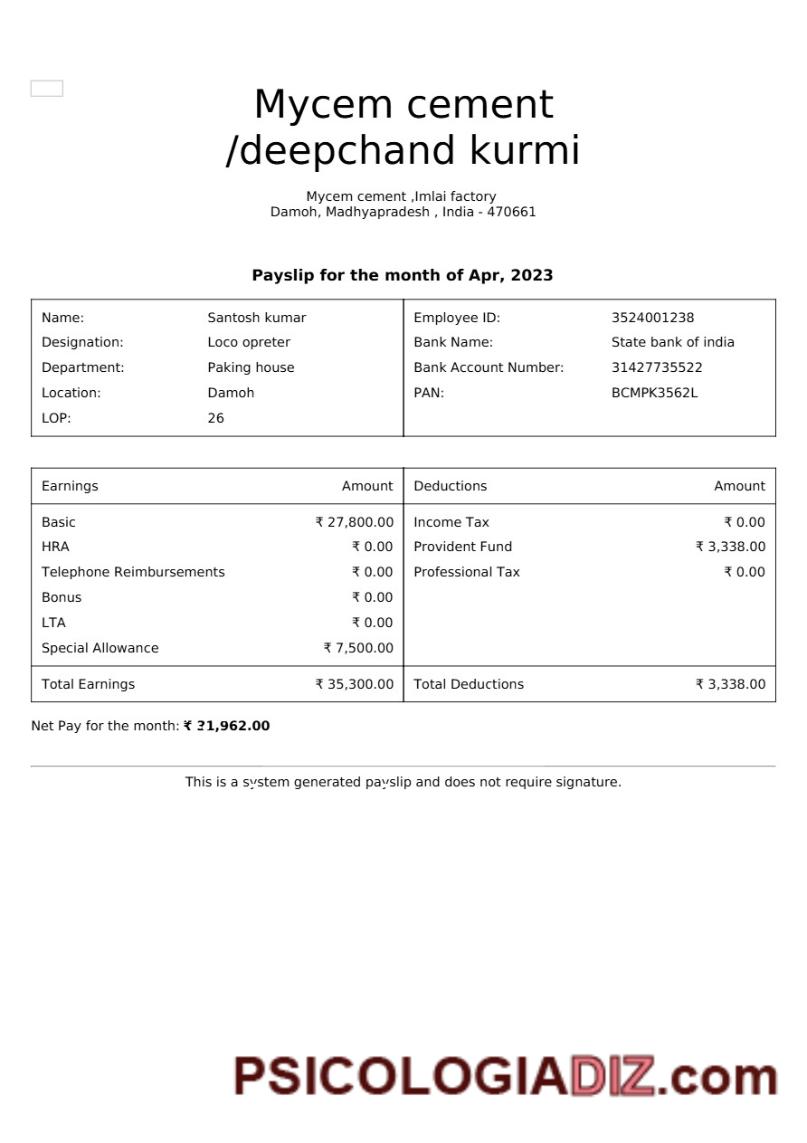 Mycem cement
/deepchand kurmi
Mycem cement ,Imlai factory
Damoh, Madhyapradesh , India - 470661
Payslip for the month of Apr, 2023
Name: Santosh kumar Employee ID: 3524001238
Designation: Loco opreter Bank Name: State bank of india
Department: Paking house Bank Account Number: 31427735522
Location: Damoh PAN: BCMPK3562L
LOP: 26
Earnings Amount Deductions Amount
Basic ₹ 27,800.00 Income Tax ₹ 0.00
HRA ₹ 0.00 Provident Fund ₹ 3,338.00
Telephone Reimbursements ₹ 0.00 Professional Tax ₹ 0.00
Bonus ₹ 0.00
LTA ₹ 0.00
Special Allowance ₹ 7,500.00
Total Earnings ₹ 35,300.00 Total Deductions ₹ 3,338.00
Net Pay for the month: ₹ 31,962.00
This is a system generated payslip and does not require signature.
PSICOLOGIADIZ.com